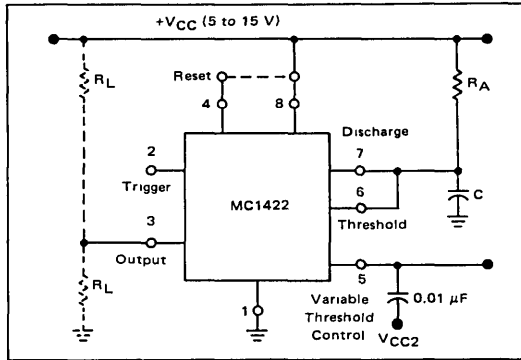 +VCC (5 to 15 V)
RL
Reset
RA
4
8
Discharge
2
7
Trigger
6
MC1422
C
3
Threshold
Output
5
RL
1
Variable
Threshold
Control
0.01 µF
VCC2